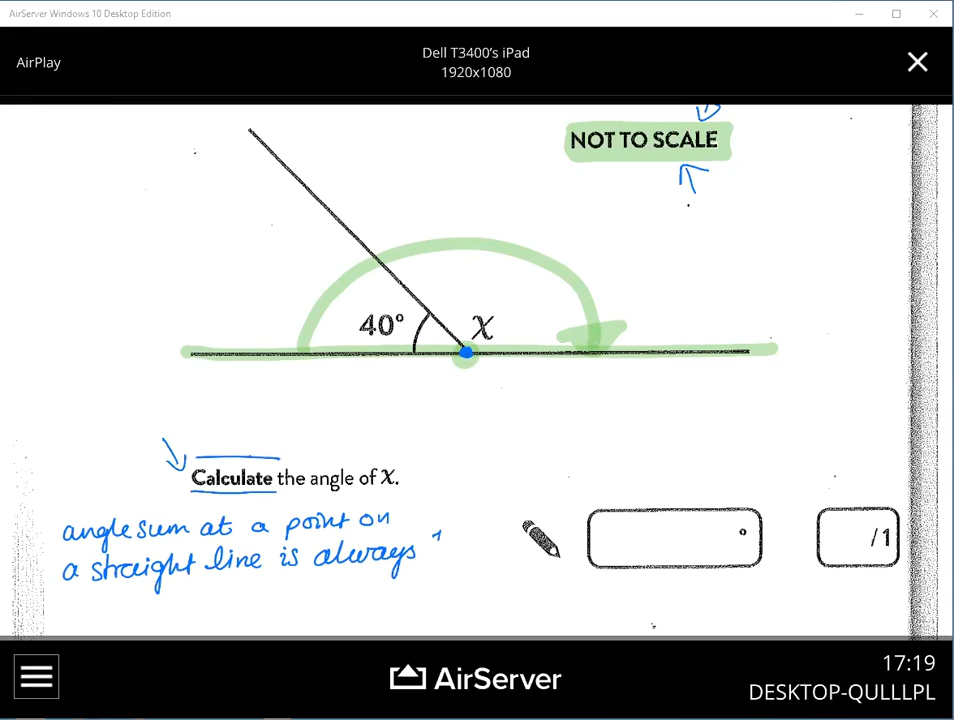 AirServer Windows 10 Desktop Edition
AirPlay
Dell T3400's iPad
1920x1080
NOT TO SCALE
40°
x
Calculate the angle of x.
angle sum at a point on
a straight line is always
°
/1
AirServer
17:19
DESKTOP-QULLLPL